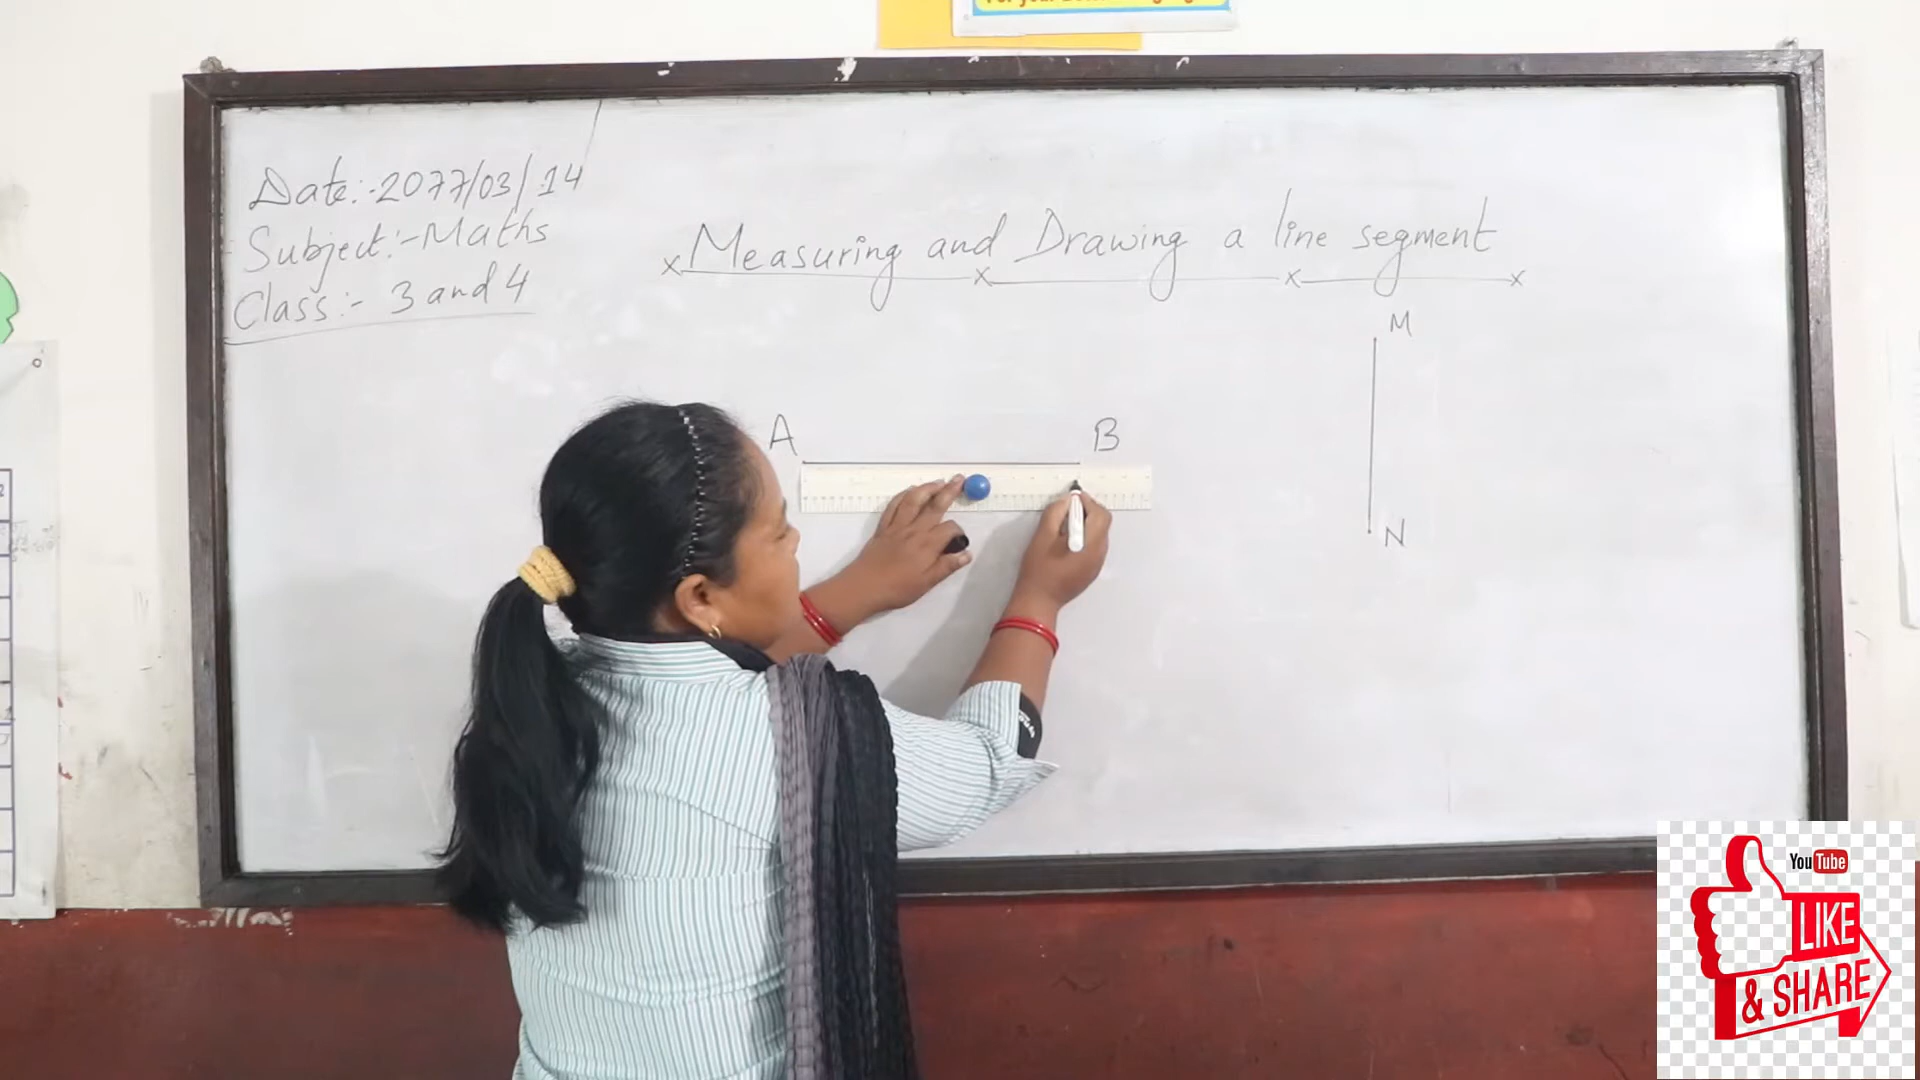 Date:-2077/03/14
Subject:-Maths
Class:- 3 and 4
Measuring and Drawing a line segment
M
A
B
N
YouTube
LIKE
& SHARE